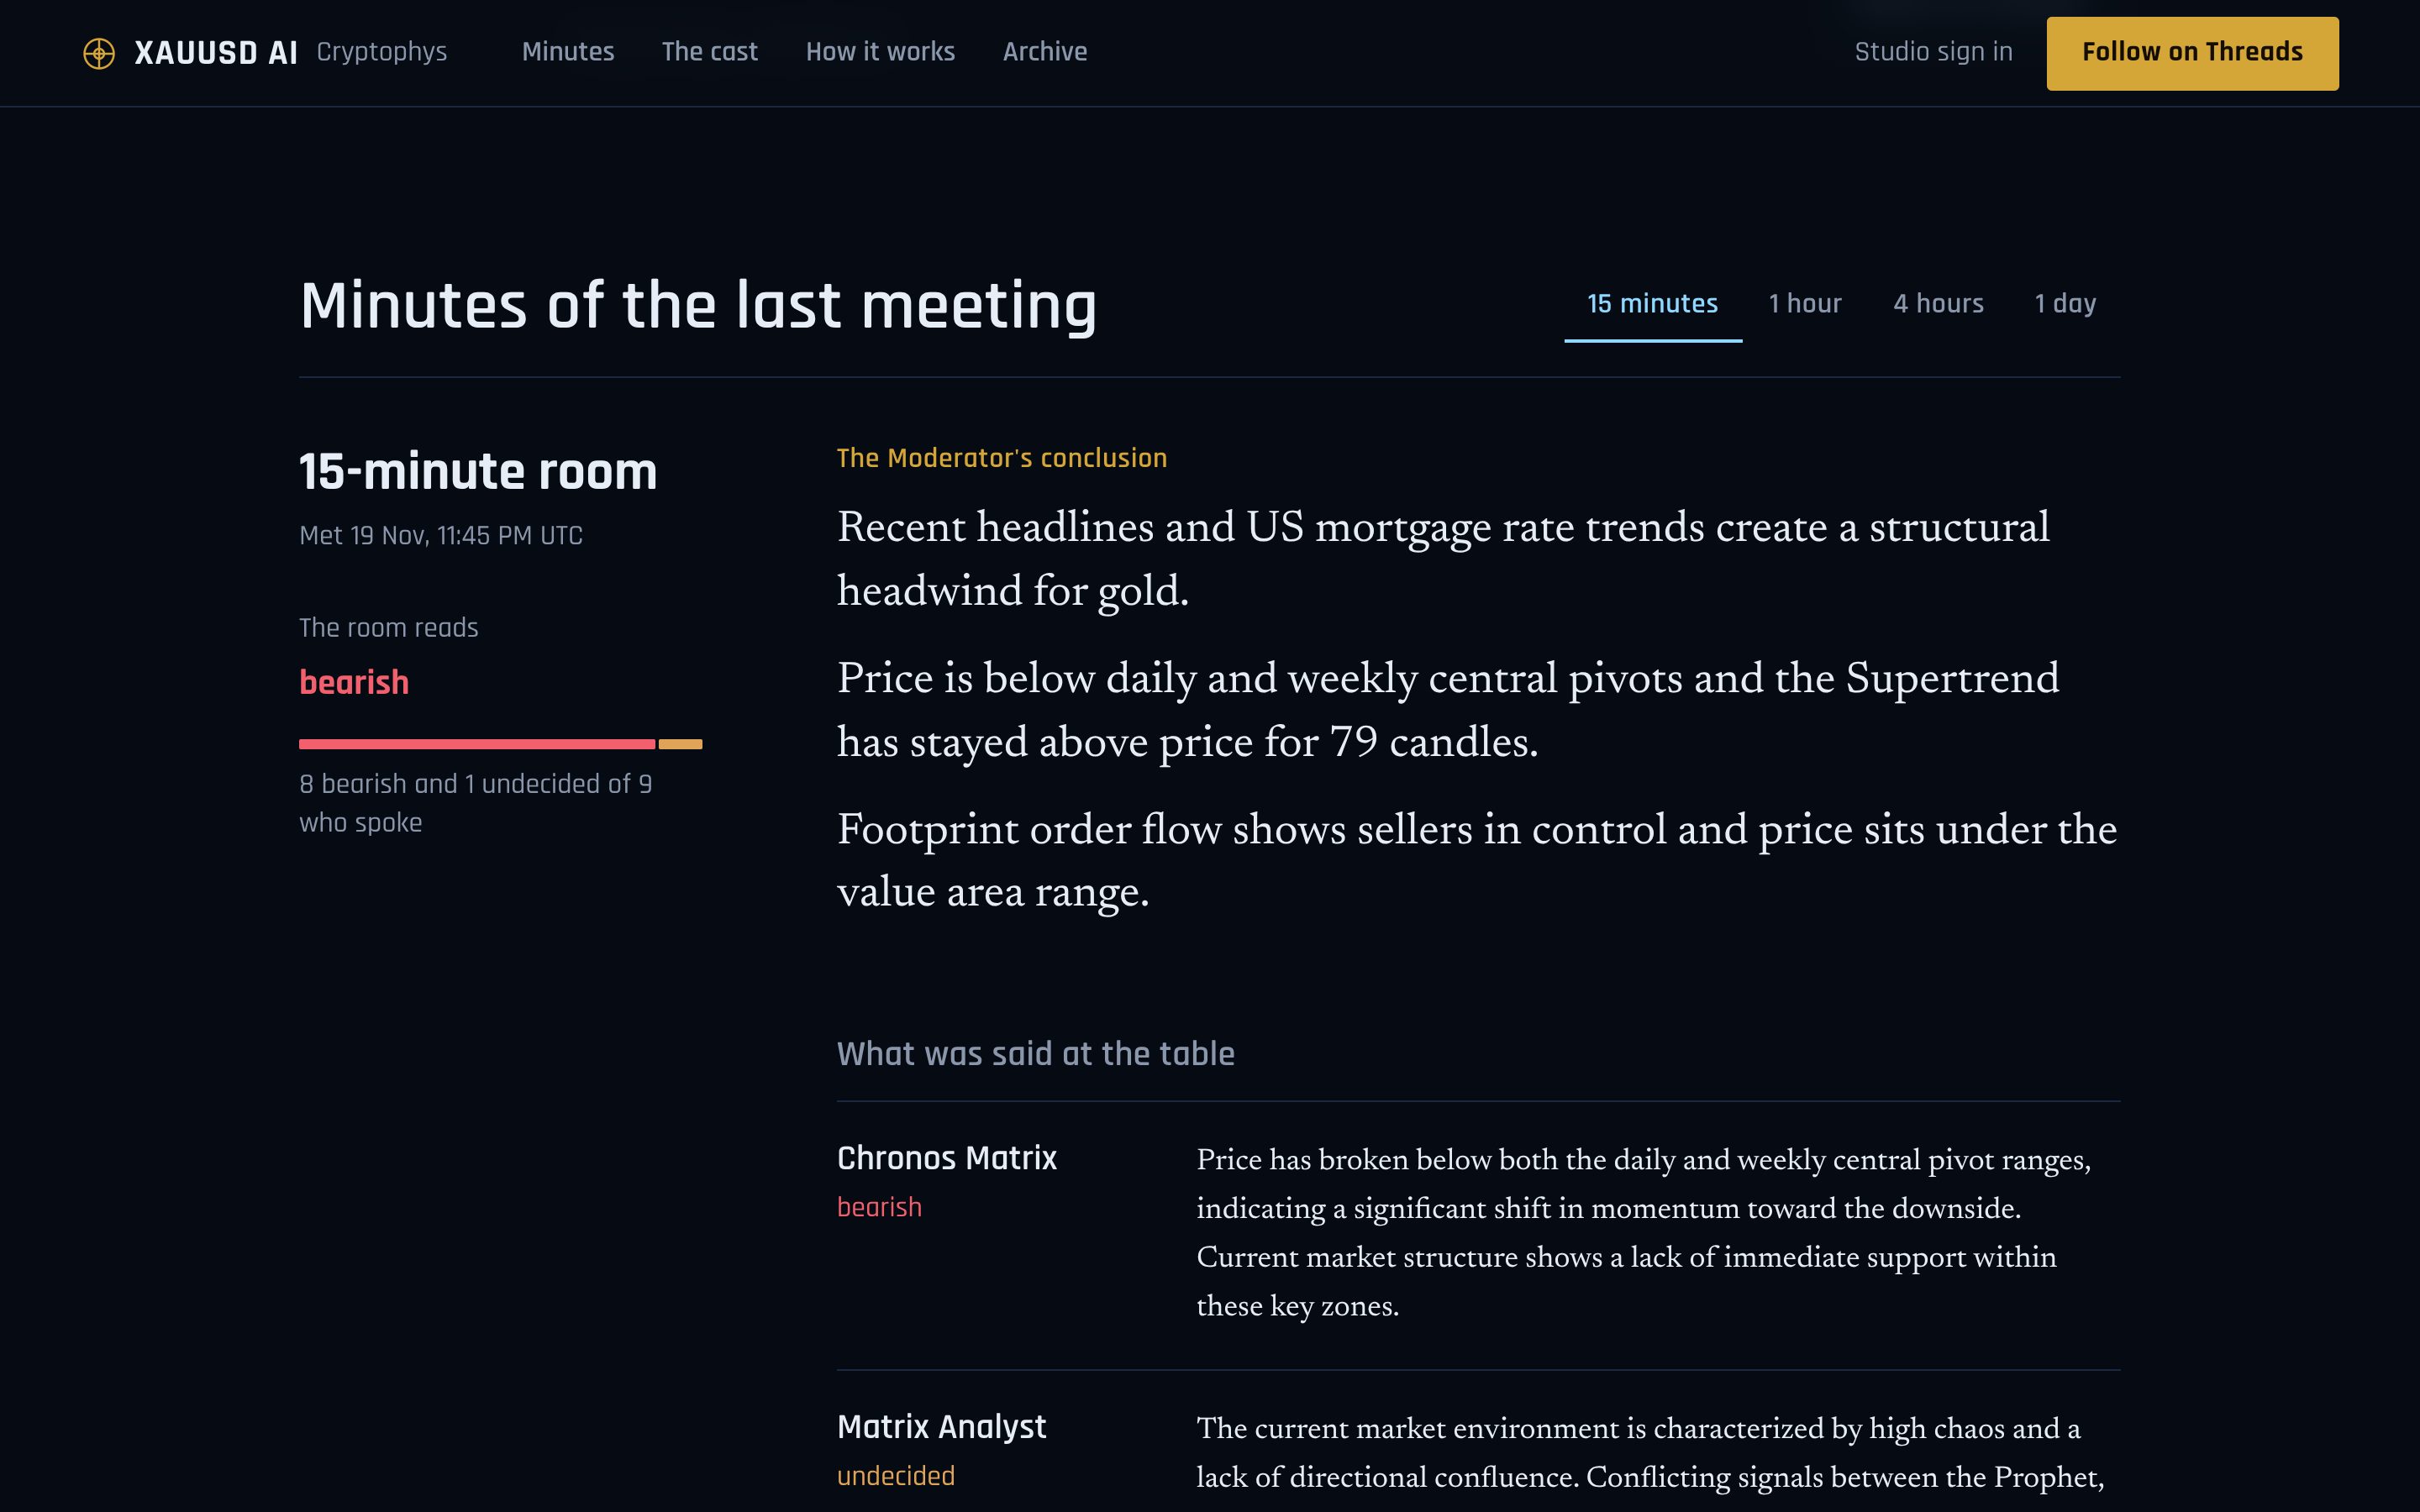 XAUUSD AI Cryptophys Minutes The cast How it works Archive Studio sign in Follow on Threads
Minutes of the last meeting
15 minutes 1 hour 4 hours 1 day
15-minute room
Met 19 Nov, 11:45 PM UTC
The room reads
bearish
8 bearish and 1 undecided of 9
who spoke
The Moderator's conclusion
Recent headlines and US mortgage rate trends create a structural
headwind for gold.
Price is below daily and weekly central pivots and the Supertrend
has stayed above price for 79 candles.
Footprint order flow shows sellers in control and price sits under the
value area range.
What was said at the table
Chronos Matrix
bearish
Price has broken below both the daily and weekly central pivot ranges,
indicating a significant shift in momentum toward the downside.
Current market structure shows a lack of immediate support within
these key zones.
Matrix Analyst
undecided
The current market environment is characterized by high chaos and a
lack of directional confluence. Conflicting signals between the Prophet,